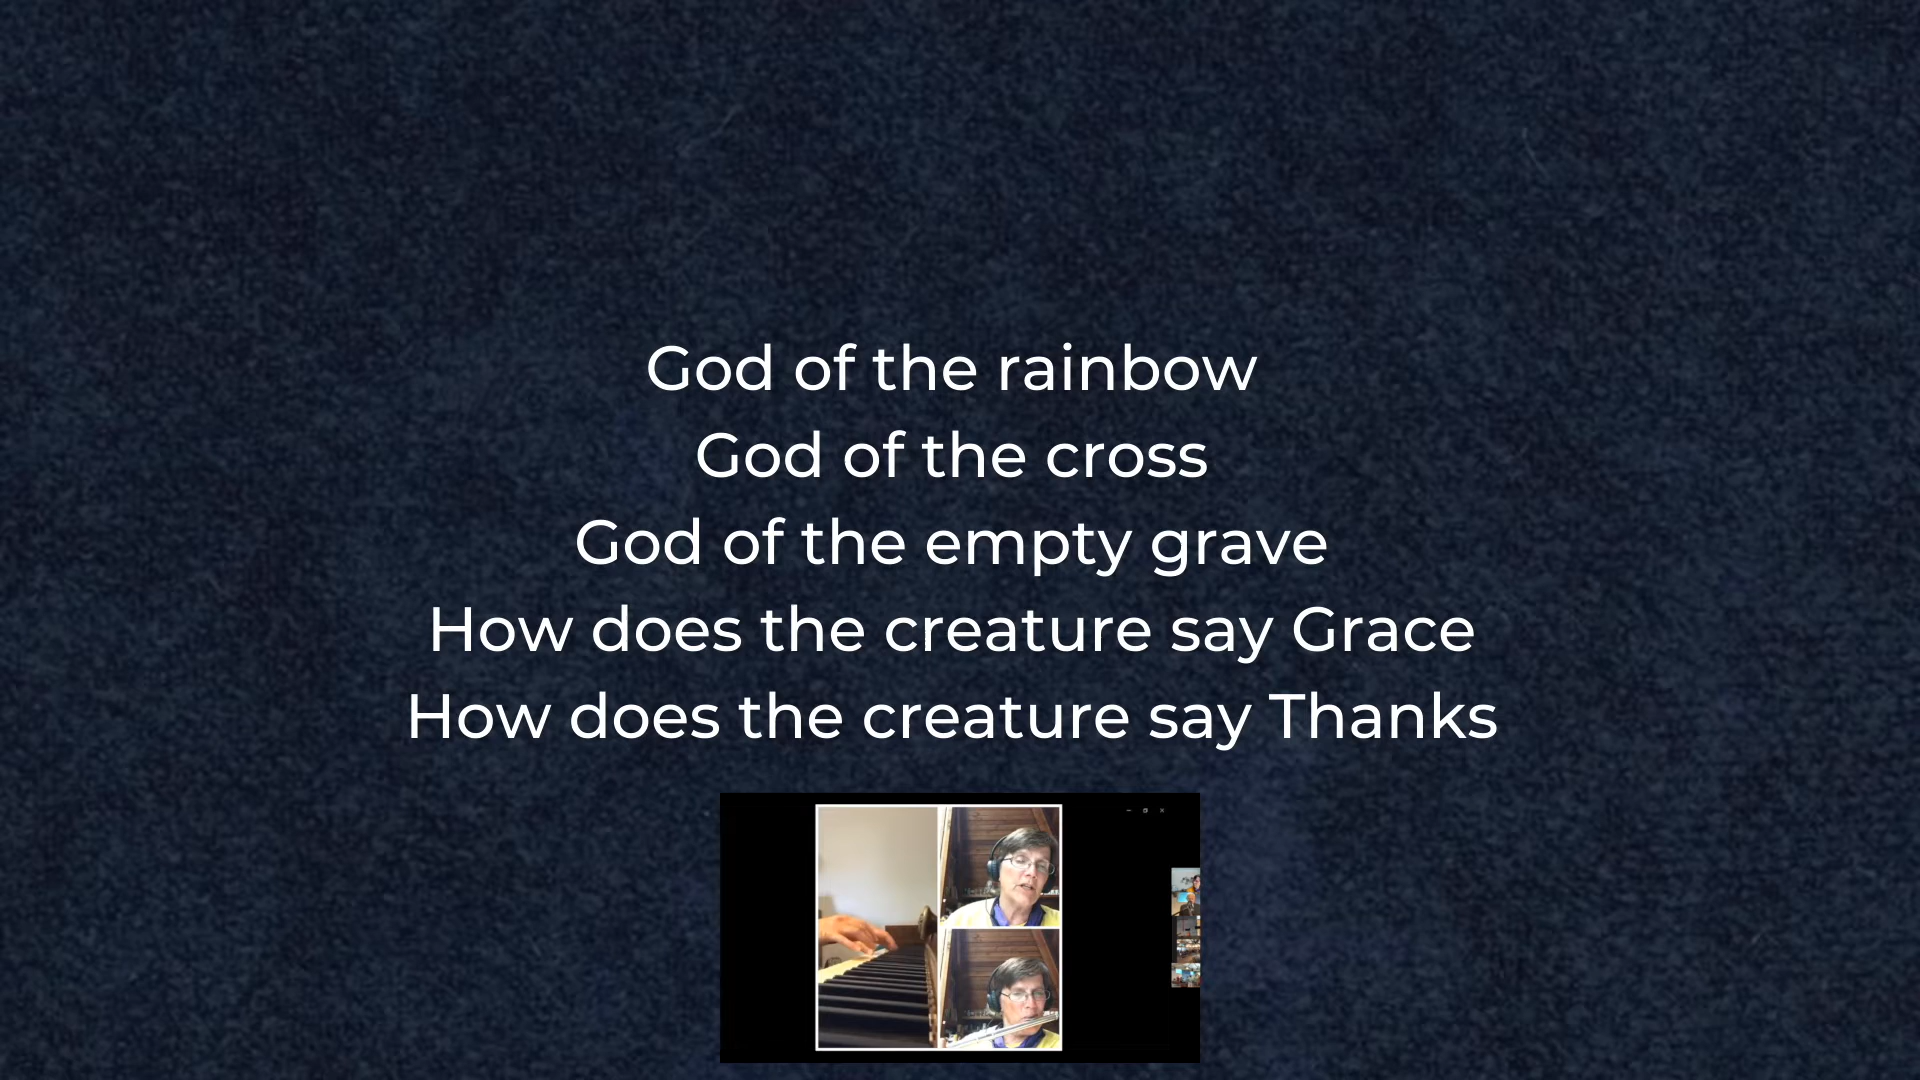 God of the rainbow
God of the cross
God of the empty grave
How does the creature say Grace
How does the creature say Thanks